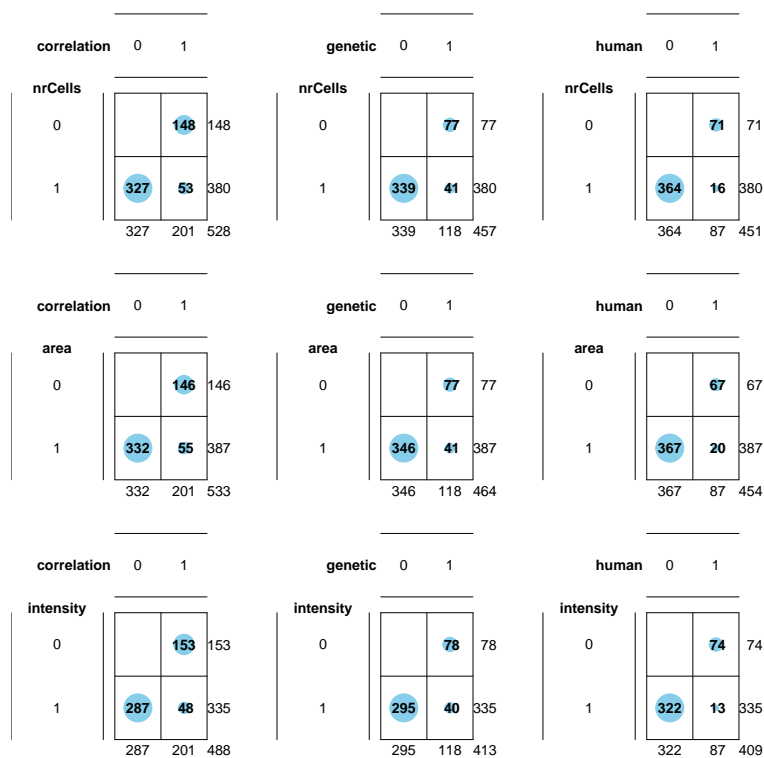 correlation 0 1 genetic 0 1 human 0 1
nrCells nrCells nrCells
0 148 148 0 77 77 0 71 71
1 327 53 380 1 339 41 380 1 364 16 380
327 201 528 339 118 457 364 87 451
correlation 0 1 genetic 0 1 human 0 1
area area area
0 146 146 0 77 77 0 67 67
1 332 55 387 1 346 41 387 1 367 20 387
332 201 533 346 118 464 367 87 454
correlation 0 1 genetic 0 1 human 0 1
intensity intensity intensity
0 153 153 0 78 78 0 74 74
1 287 48 335 1 295 40 335 1 322 13 335
287 201 488 295 118 413 322 87 409